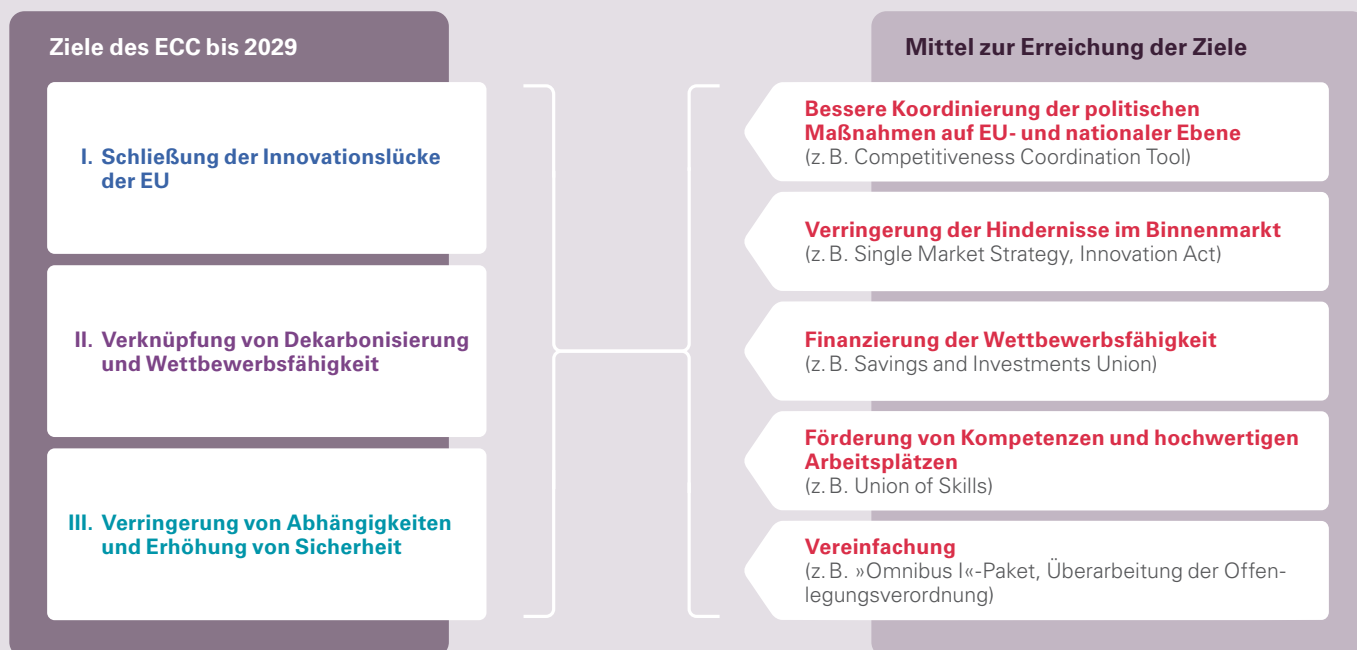 Ziele des ECC bis 2029
I. Schließung der Innovationslücke
der EU
II. Verknüpfung von Dekarbonisierung
und Wettbewerbsfähigkeit
III. Verringerung von Abhängigkeiten
und Erhöhung von Sicherheit
Mittel zur Erreichung der Ziele
Bessere Koordinierung der politischen
Maßnahmen auf EU- und nationaler Ebene
(z. B. Competitiveness Coordination Tool)
Verringerung der Hindernisse im Binnenmarkt
(z. B. Single Market Strategy, Innovation Act)
Finanzierung der Wettbewerbsfähigkeit
(z. B. Savings and Investments Union)
Förderung von Kompetenzen und hochwertigen
Arbeitsplätzen
(z. B. Union of Skills)
Vereinfachung
(z. B. »Omnibus I«-Paket, Überarbeitung der Offen-
legungsverordnung)